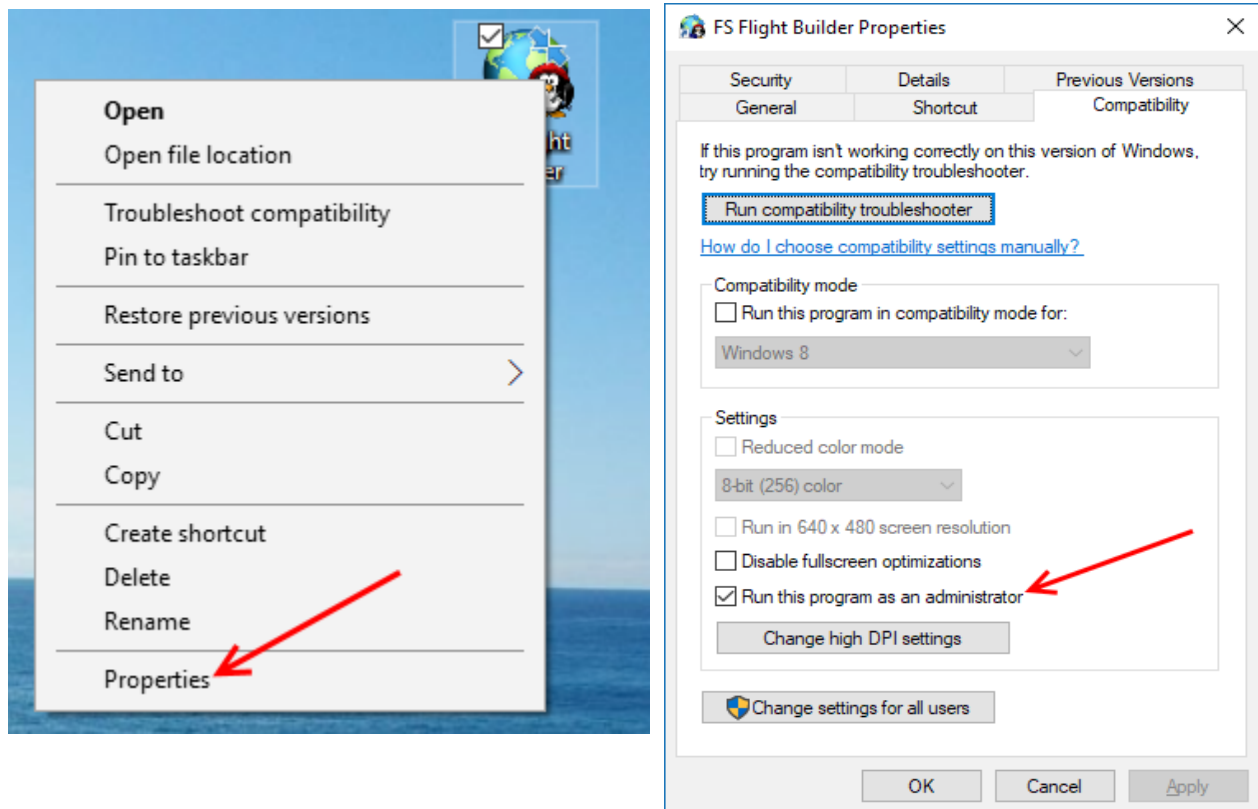 ht
er
Open
Open file location
Troubleshoot compatibility
Pin to taskbar
Restore previous versions
Send to
Cut
Copy
Create shortcut
Delete
Rename
Properties
FS Flight Builder Properties
Security Details Previous Versions
General Shortcut Compatibility
If this program isn't working correctly on this version of Windows,
try running the compatibility troubleshooter.
Run compatibility troubleshooter
How do I choose compatibility settings manually?
Compatibility mode
Run this program in compatibility mode for:
Windows 8
Settings
Reduced color mode
8-bit (256) color
Run in 640 x 480 screen resolution
Disable fullscreen optimizations
Run this program as an administrator
Change high DPI settings
Change settings for all users
OK Cancel Apply